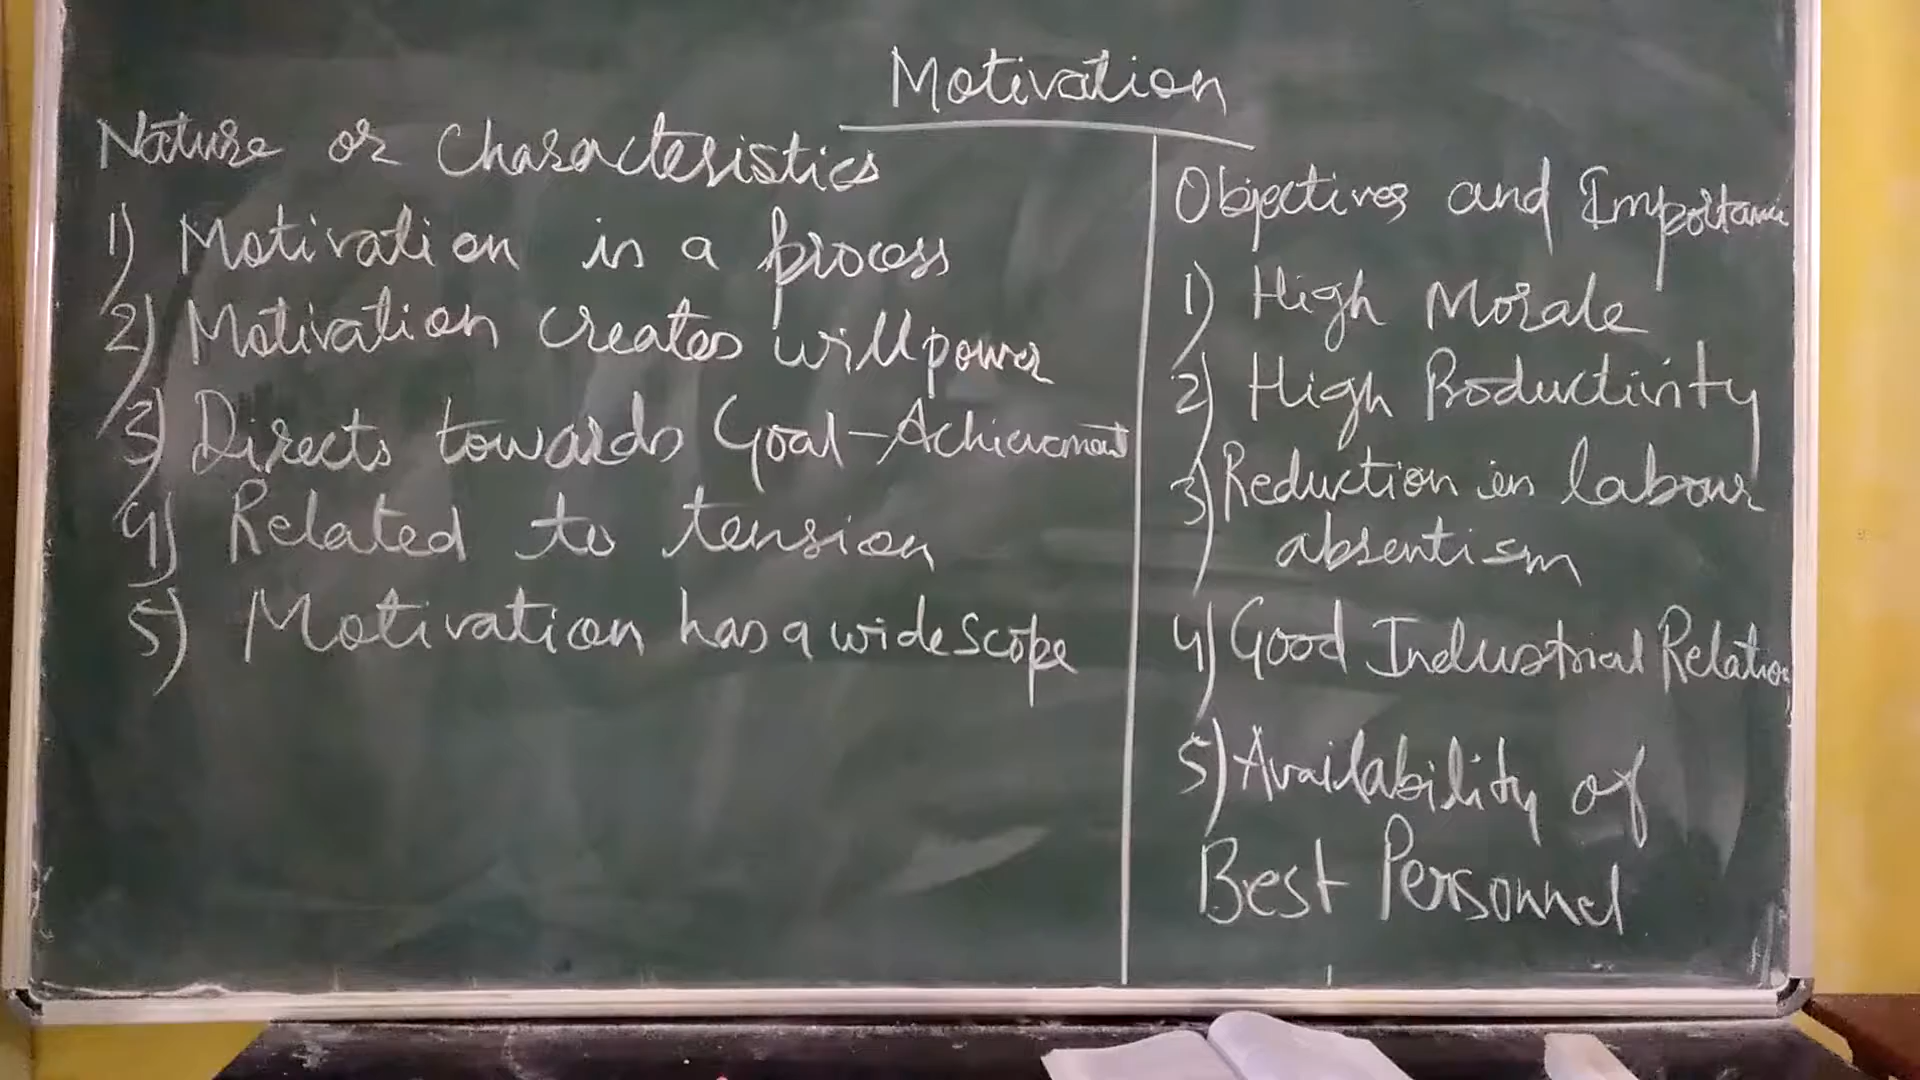 Motivation
Nature or Characteristics
1) Motivation is a process
2) Motivation creates willpower
3) Directs towards Goal-Achievement
4) Related to tension
5) Motivation has a wide scope
Objectives and Importance
1) High Morale
2) High Productivity
3) Reduction in labour
absentism
4) Good Industrial Relation
5) Availability of
Best Personnel